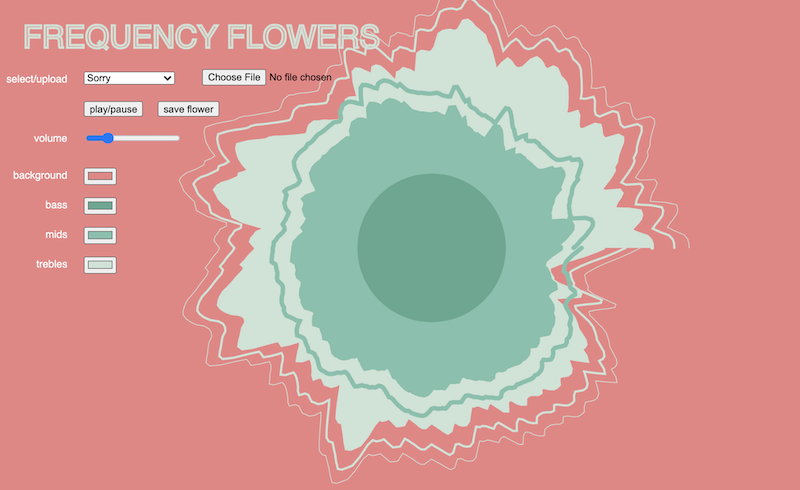 FREQUENCY FLOWERS
select/upload Sorry Choose File No file chosen
play/pause save flower
volume
background
bass
mids
trebles